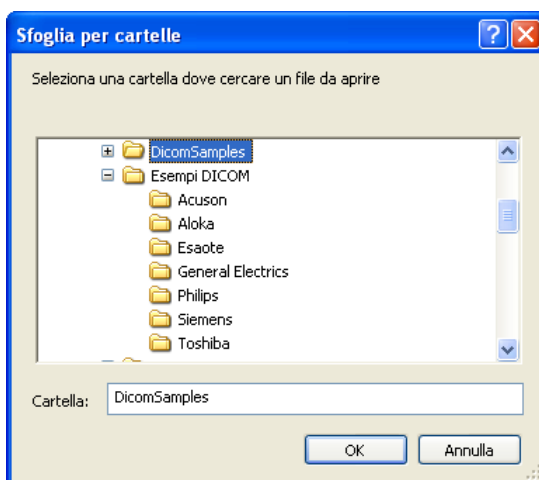 Sfoglia per cartelle
Seleziona una cartella dove cercare un file da aprire
DicomSamples
Esempi DICOM
Acuson
Aloka
Esaote
General Electrics
Philips
Siemens
Toshiba
Cartella: DicomSamples
OK Annulla